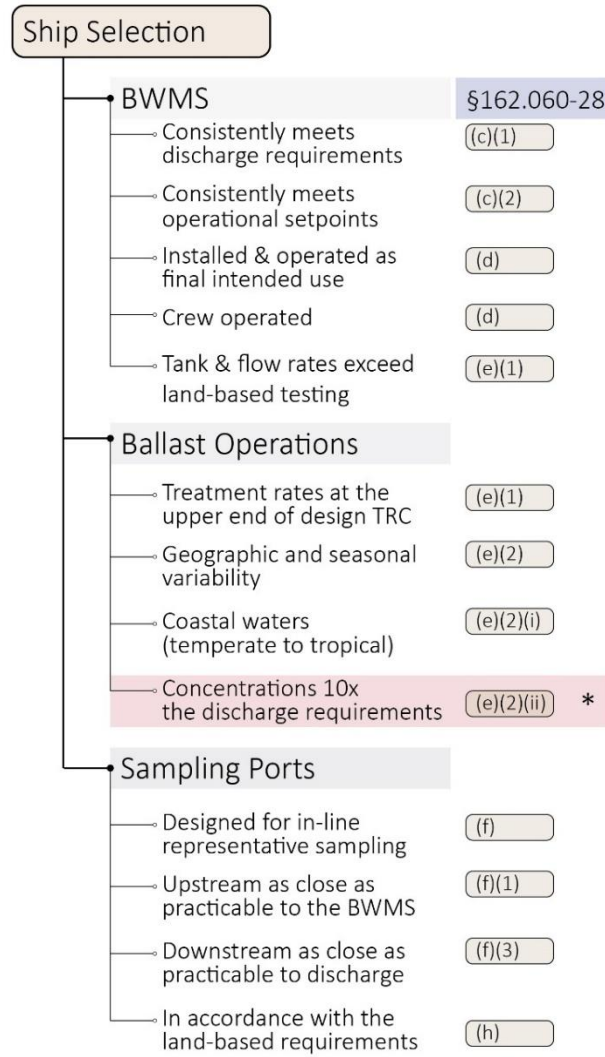 Ship Selection
BWMS §162.060-28
Consistently meets
discharge requirements
(c)(1)
Consistently meets
operational setpoints
(c)(2)
Installed & operated as
final intended use
(d)
Crew operated
(d)
Tank & flow rates exceed
land-based testing
(e)(1)
Ballast Operations
Treatment rates at the
upper end of design TRC
(e)(1)
Geographic and seasonal
variability
(e)(2)
Coastal waters
(temperate to tropical)
(e)(2)(i)
Concentrations 10x
the discharge requirements
(e)(2)(ii) *
Sampling Ports
Designed for in-line
representative sampling
(f)
Upstream as close as
practicable to the BWMS
(f)(1)
Downstream as close as
practicable to discharge
(f)(3)
In accordance with the
land-based requirements
(h)